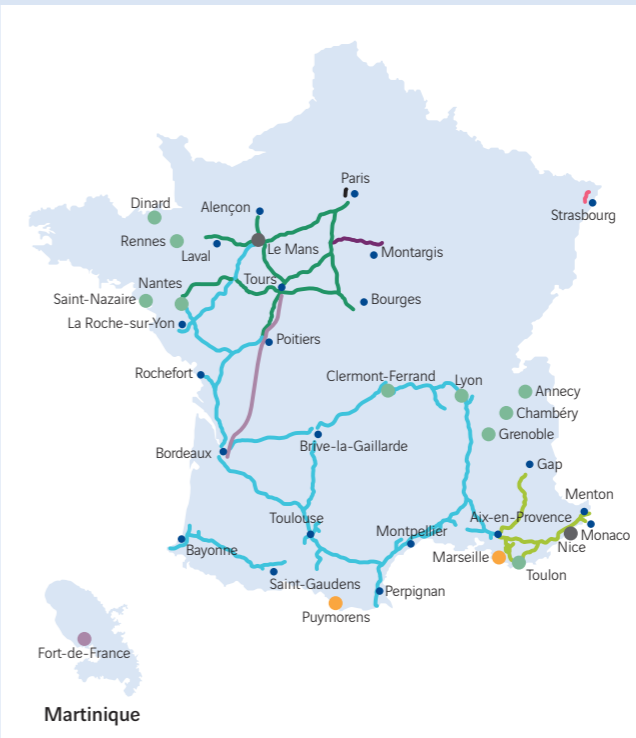 Paris
Strasbourg
Dinard
Alençon
Rennes
Le Mans
Laval
Montargis
Nantes
Tours
Saint-Nazaire
Bourges
La Roche-sur-Yon
Poitiers
Rochefort
Clermont-Ferrand
Lyon
Annecy
Chambéry
Grenoble
Brive-la-Gaillarde
Bordeaux
Gap
Menton
Aix-en-Provence
Toulouse
Montpellier
Monaco
Nice
Bayonne
Marseille
Toulon
Saint-Gaudens
Perpignan
Puymorens
Fort-de-France
Martinique